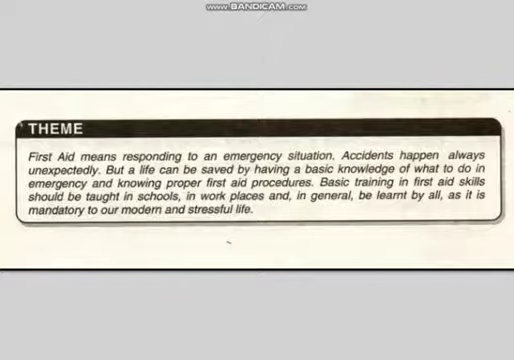 www.BANDICAM.com
THEME
First Aid means responding to an emergency situation. Accidents happen always
unexpectedly. But a life can be saved by having a basic knowledge of what to do in
emergency and knowing proper first aid procedures. Basic training in first aid skills
should be taught in schools, in work places and, in general, be learnt by all, as it is
mandatory to our modern and stressful life.